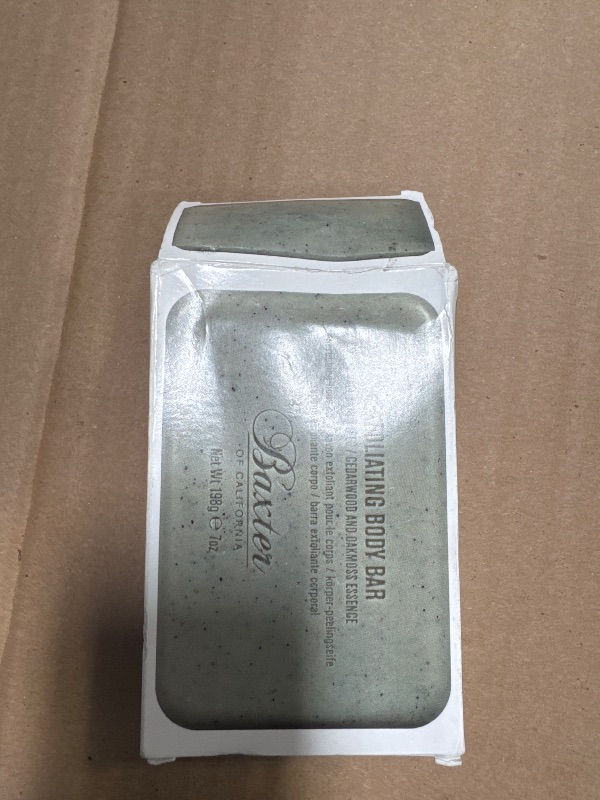 EXFOLIATING BODY BAR
/ CEDARWOOD AND OAKMOSS ESSENCE
exfoliant pour le corps / körper-peelingseife
corpo / barra exfoliante corporal
Baxter
OF CALIFORNIA
Net Wt 198g e 7oz